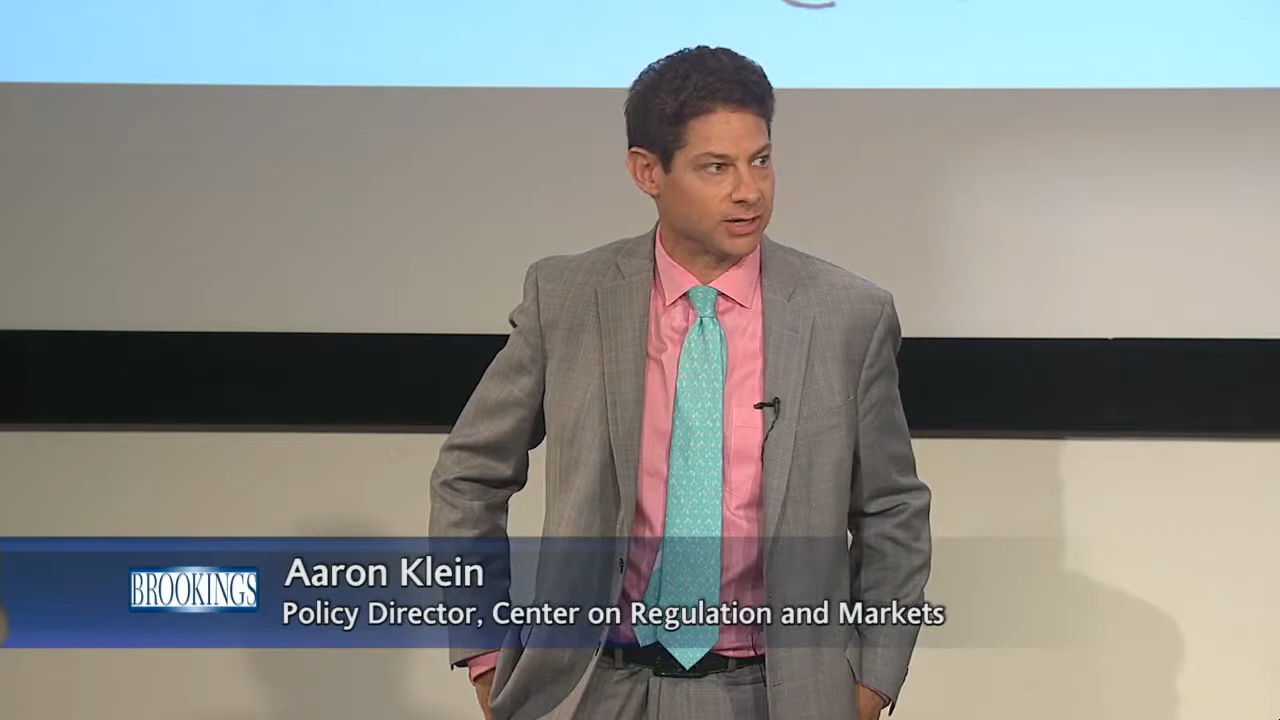 BROOKINGS
Aaron Klein
Policy Director, Center on Regulation and Markets